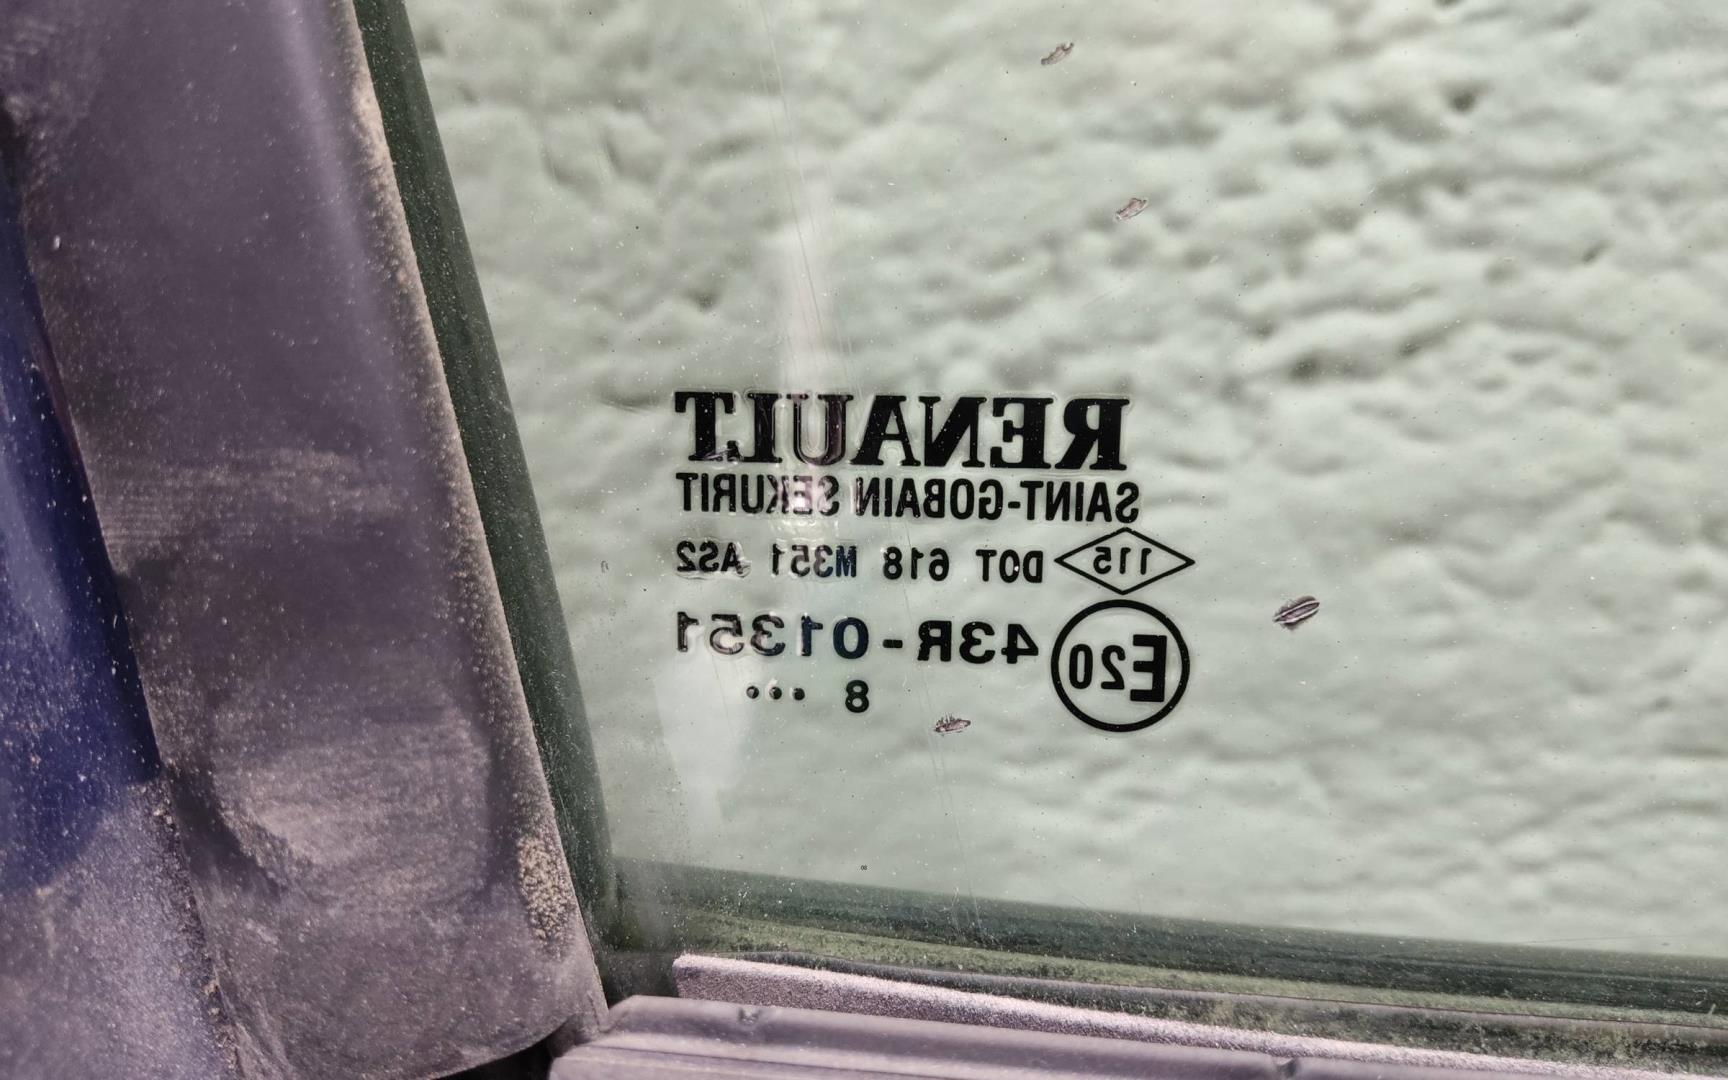 RENAULT
SAINT-GOBAIN SEKURIT
115 DOT 618 M351 AS2
E20 43R-01351
8 •••